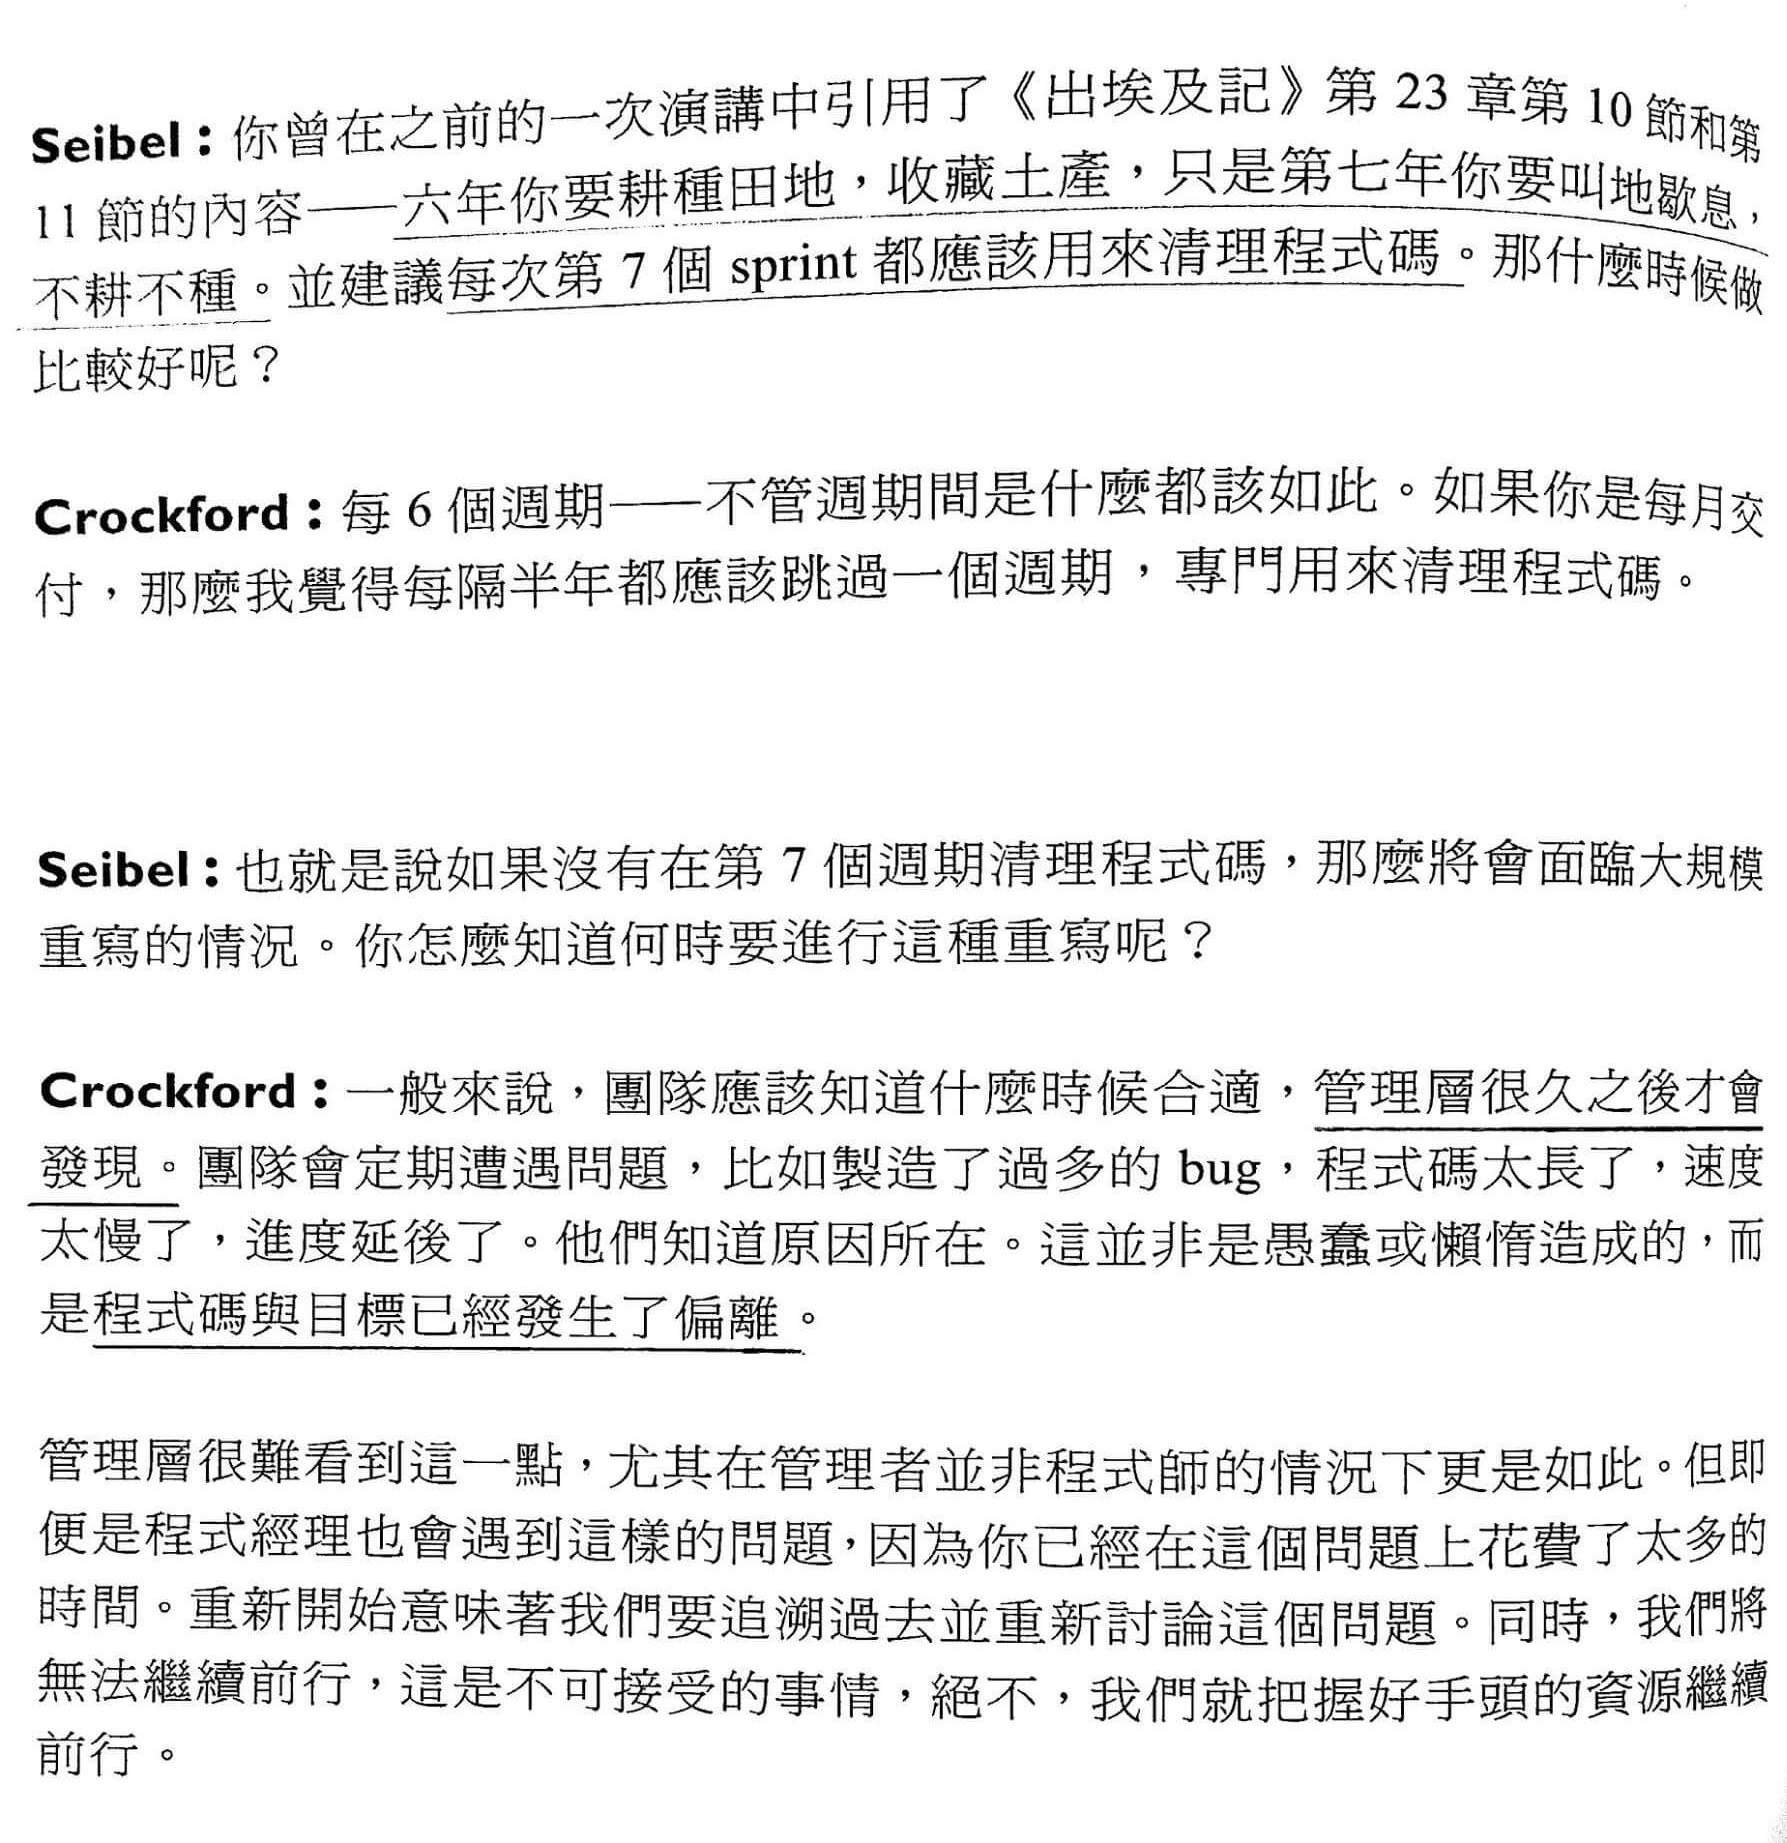 Seibel：你曾在之前的一次演講中引用了《出埃及記》第 23 章第 10 節和第
11 節的內容——六年你要耕種田地，收藏土產，只是第七年你要叫地歇息，
不耕不種。並建議每次第 7 個 sprint 都應該用來清理程式碼。那什麼時候做
比較好呢？
Crockford：每 6 個週期——不管週期間是什麼都該如此。如果你是每月交
付，那麼我覺得每隔半年都應該跳過一個週期，專門用來清理程式碼。
Seibel：也就是說如果沒有在第 7 個週期清理程式碼，那麼將會面臨大規模
重寫的情況。你怎麼知道何時要進行這種重寫呢？
Crockford：一般來說，團隊應該知道什麼時候合適，管理層很久之後才會
發現。團隊會定期遭遇問題，比如製造了過多的 bug，程式碼太長了，速度
太慢了，進度延後了。他們知道原因所在。這並非是愚蠢或懶惰造成的，而
是程式碼與目標已經發生了偏離。
管理層很難看到這一點，尤其在管理者並非程式師的情況下更是如此。但即
便是程式經理也會遇到這樣的問題，因為你已經在這個問題上花費了太多的
時間。重新開始意味著我們要追溯過去並重新討論這個問題。同時，我們將
無法繼續前行，這是不可接受的事情，絕不，我們就把握好手頭的資源繼續
前行。